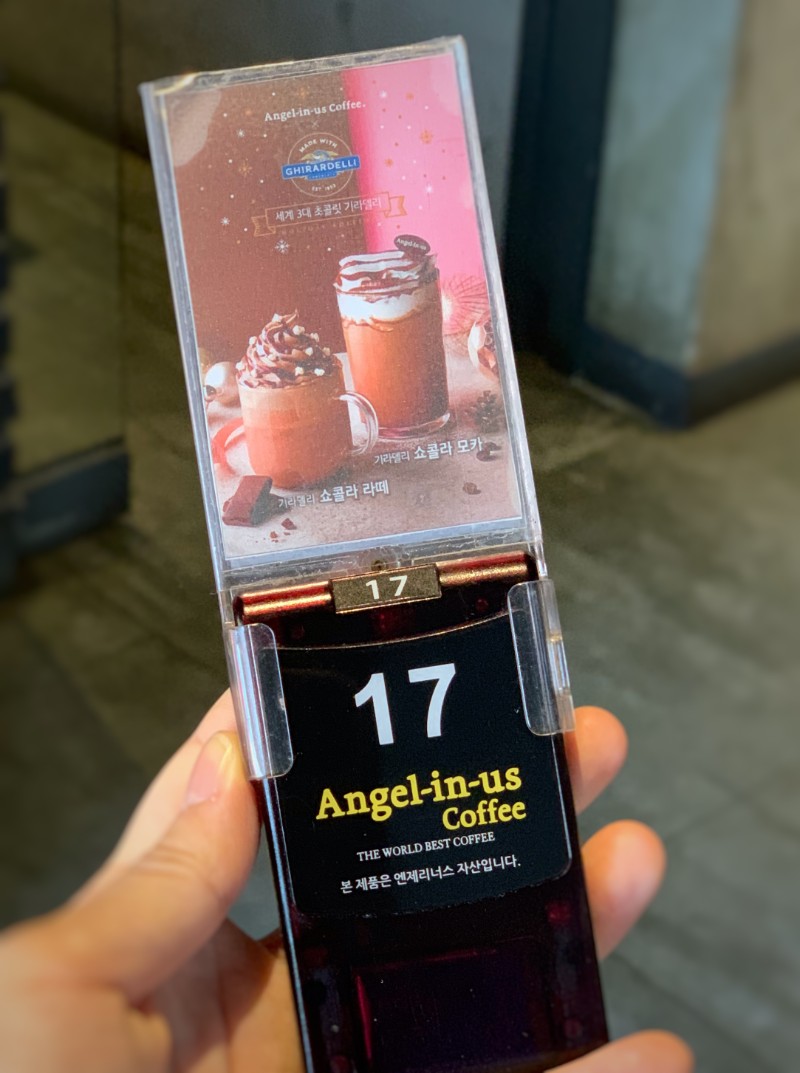 Angel-in-us Coffee.
MADE WITH
GHIRARDELLI
EST 1852
세계 3대 초콜릿 기라델리
Angel-in-us
기라델리 쇼콜라 모카
기라델리 쇼콜라 라떼
17
17
Angel-in-us
Coffee
THE WORLD BEST COFFEE
본 제품은 엔제리너스 자산입니다.